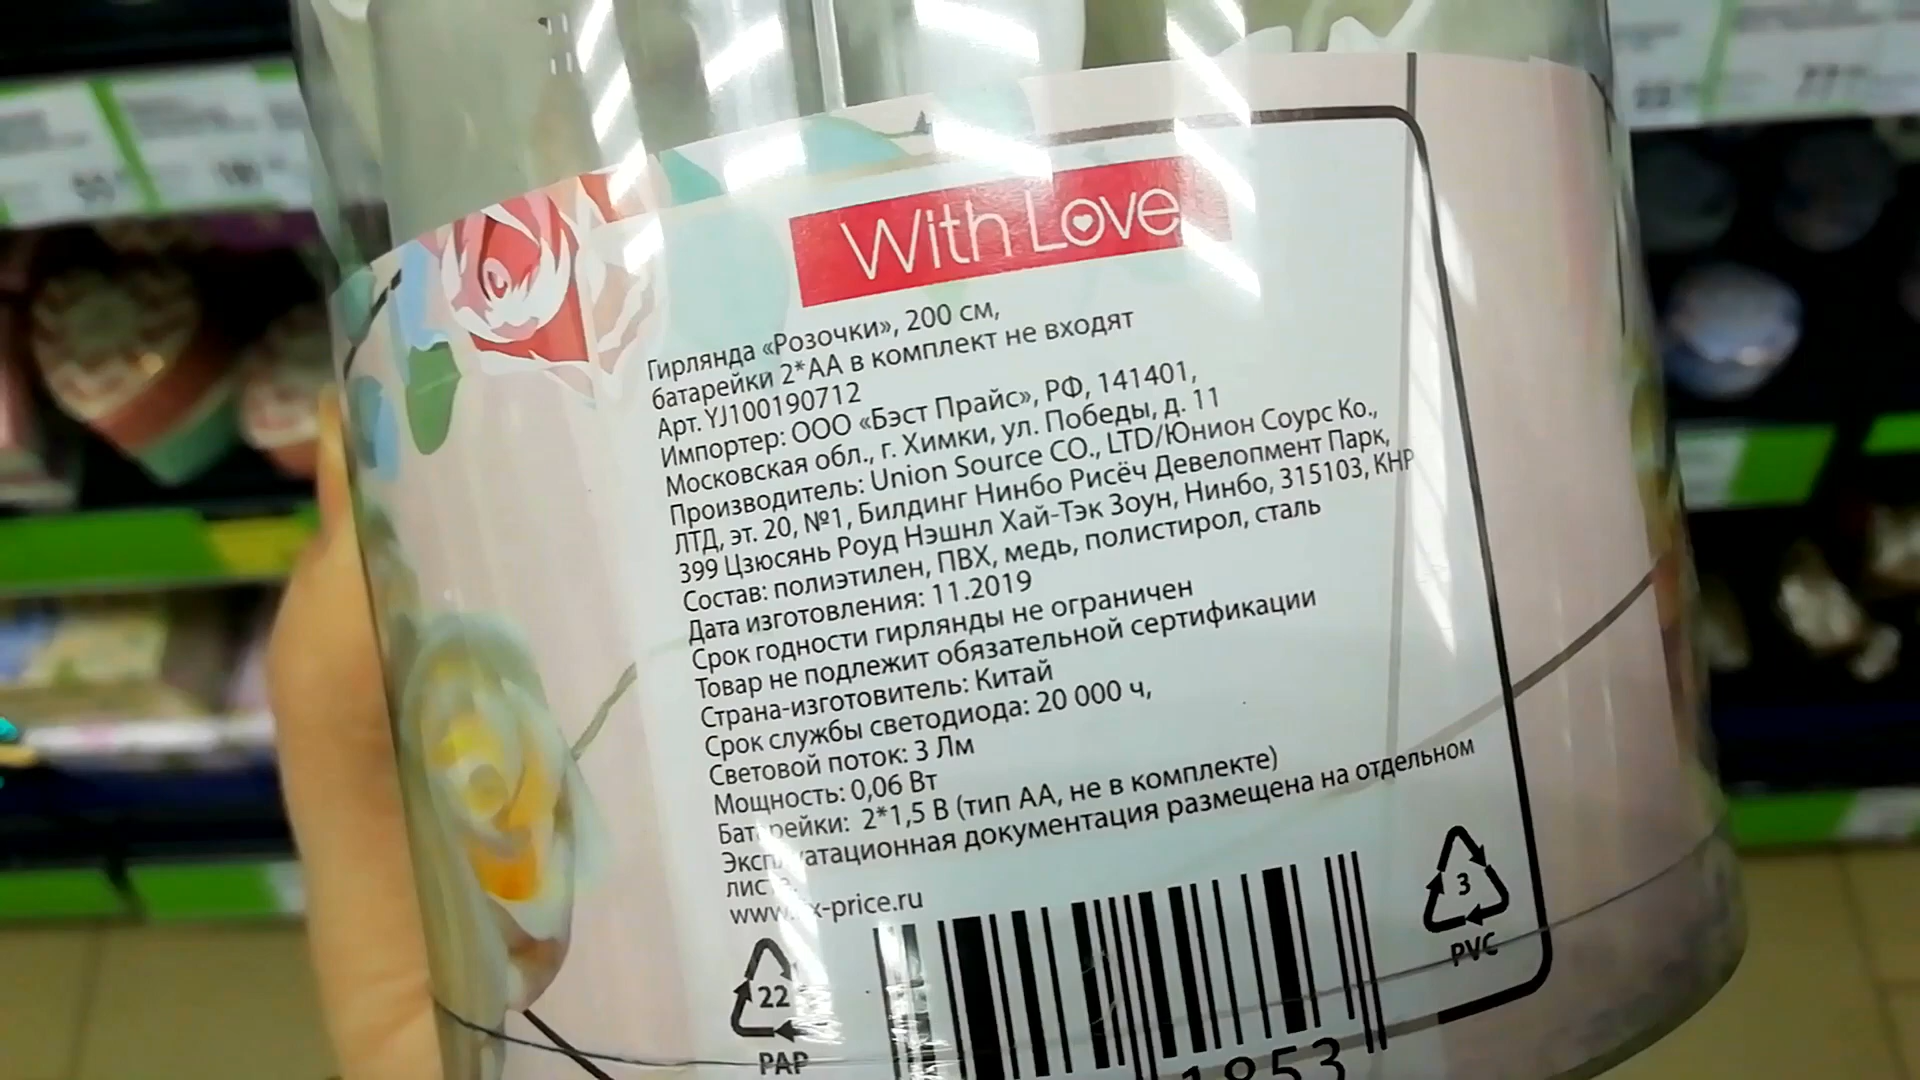 With Love
Гирлянда «Розочки», 200 см,
батарейки 2*АА в комплект не входят
Арт. YJ100190712
Импортер: ООО «Бэст Прайс», РФ, 141401,
Московская обл., г. Химки, ул. Победы, д. 11
Производитель: Union Source CO., LTD/Юнион Соурс Ко.,
ЛТД, эт. 20, №1, Билдинг Нинбо Рисёч Девелопмент Парк,
399 Цзюсянь Роуд Нэшнл Хай-Тэк Зоун, Нинбо, 315103, КНР
Состав: полиэтилен, ПВХ, медь, полистирол, сталь
Дата изготовления: 11.2019
Срок годности гирлянды не ограничен
Товар не подлежит обязательной сертификации
Страна-изготовитель: Китай
Срок службы светодиода: 20 000 ч,
Световой поток: 3 Лм
Мощность: 0,06 Вт
Батарейки: 2*1,5 В (тип АА, не в комплекте)
Эксплуатационная документация размещена на отдельном
22
PAP
3
PVC
1853